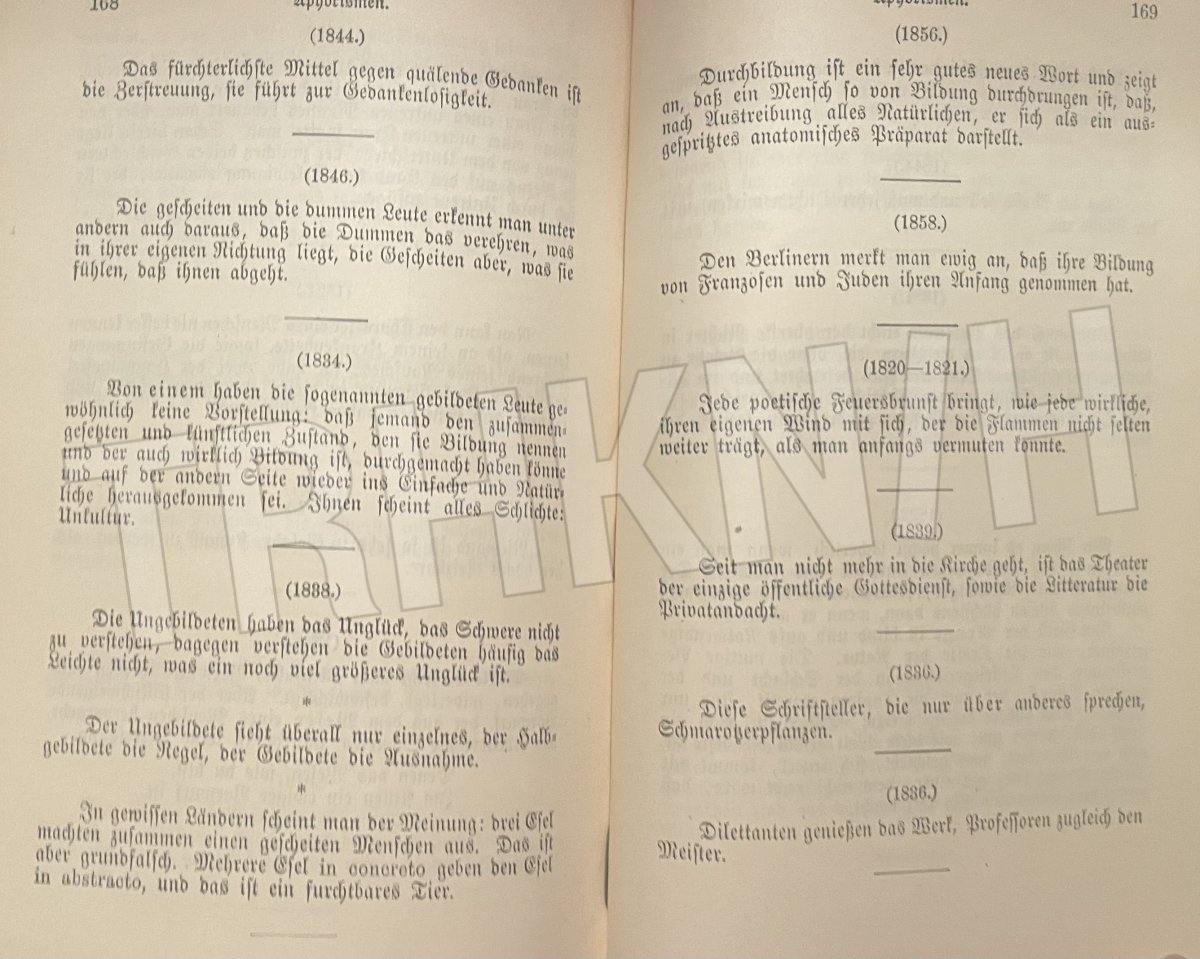 168
Aphorismen.
(1844.)
Das fürchterlichste Mittel gegen quälende Gedanken ist
die Zerstreuung, sie führt zur Gedankenlosigkeit.
(1846.)
Die gescheiten und die dummen Leute erkennt man unter
andern auch daraus, daß die Dummen das verehren, was
in ihrer eigenen Richtung liegt, die Gescheiten aber, was sie
fühlen, daß ihnen abgeht.
(1834.)
Von einem haben die sogenannten gebildeten Leute ge-
wöhnlich keine Vorstellung: daß jemand den zusammen-
gesetzten und künstlichen Zustand, den sie Bildung nennen
und der auch wirklich Bildung ist, durchgemacht haben könne
und auf der andern Seite wieder ins Einfache und Natür-
liche herausgekommen sei. Ihnen scheint alles Schlichte:
Unkultur.
(1838.)
Die Ungebildeten haben das Unglück, das Schwere nicht
zu verstehen, dagegen verstehen die Gebildeten häufig das
Leichte nicht, was ein noch viel größeres Unglück ist.
*
Der Ungebildete sieht überall nur einzelnes, der Halb-
gebildete die Regel, der Gebildete die Ausnahme.
*
In gewissen Ländern scheint man der Meinung: drei Esel
machten zusammen einen gescheiten Menschen aus. Das ist
aber grundfalsch. Mehrere Esel in concreto geben den Esel
in abstracto, und das ist ein furchtbares Tier.
Aphorismen.
169
(1856.)
Durchbildung ist ein sehr gutes neues Wort und zeigt
an, daß ein Mensch so von Bildung durchdrungen ist, daß,
nach Austreibung alles Natürlichen, er sich als ein aus-
gespritztes anatomisches Präparat darstellt.
(1858.)
Den Berlinern merkt man ewig an, daß ihre Bildung
von Franzosen und Juden ihren Anfang genommen hat.
(1820—1821.)
Jede poetische Feuersbrunst bringt, wie jede wirkliche,
ihren eigenen Wind mit sich, der die Flammen nicht selten
weiter trägt, als man anfangs vermuten konnte.
(1839.)
Seit man nicht mehr in die Kirche geht, ist das Theater
der einzige öffentliche Gottesdienst, sowie die Litteratur die
Privatandacht.
(1836.)
Diese Schriftsteller, die nur über anderes sprechen,
Schmarotzerpflanzen.
(1836.)
Dilettanten genießen das Werk, Professoren zugleich den
Meister.